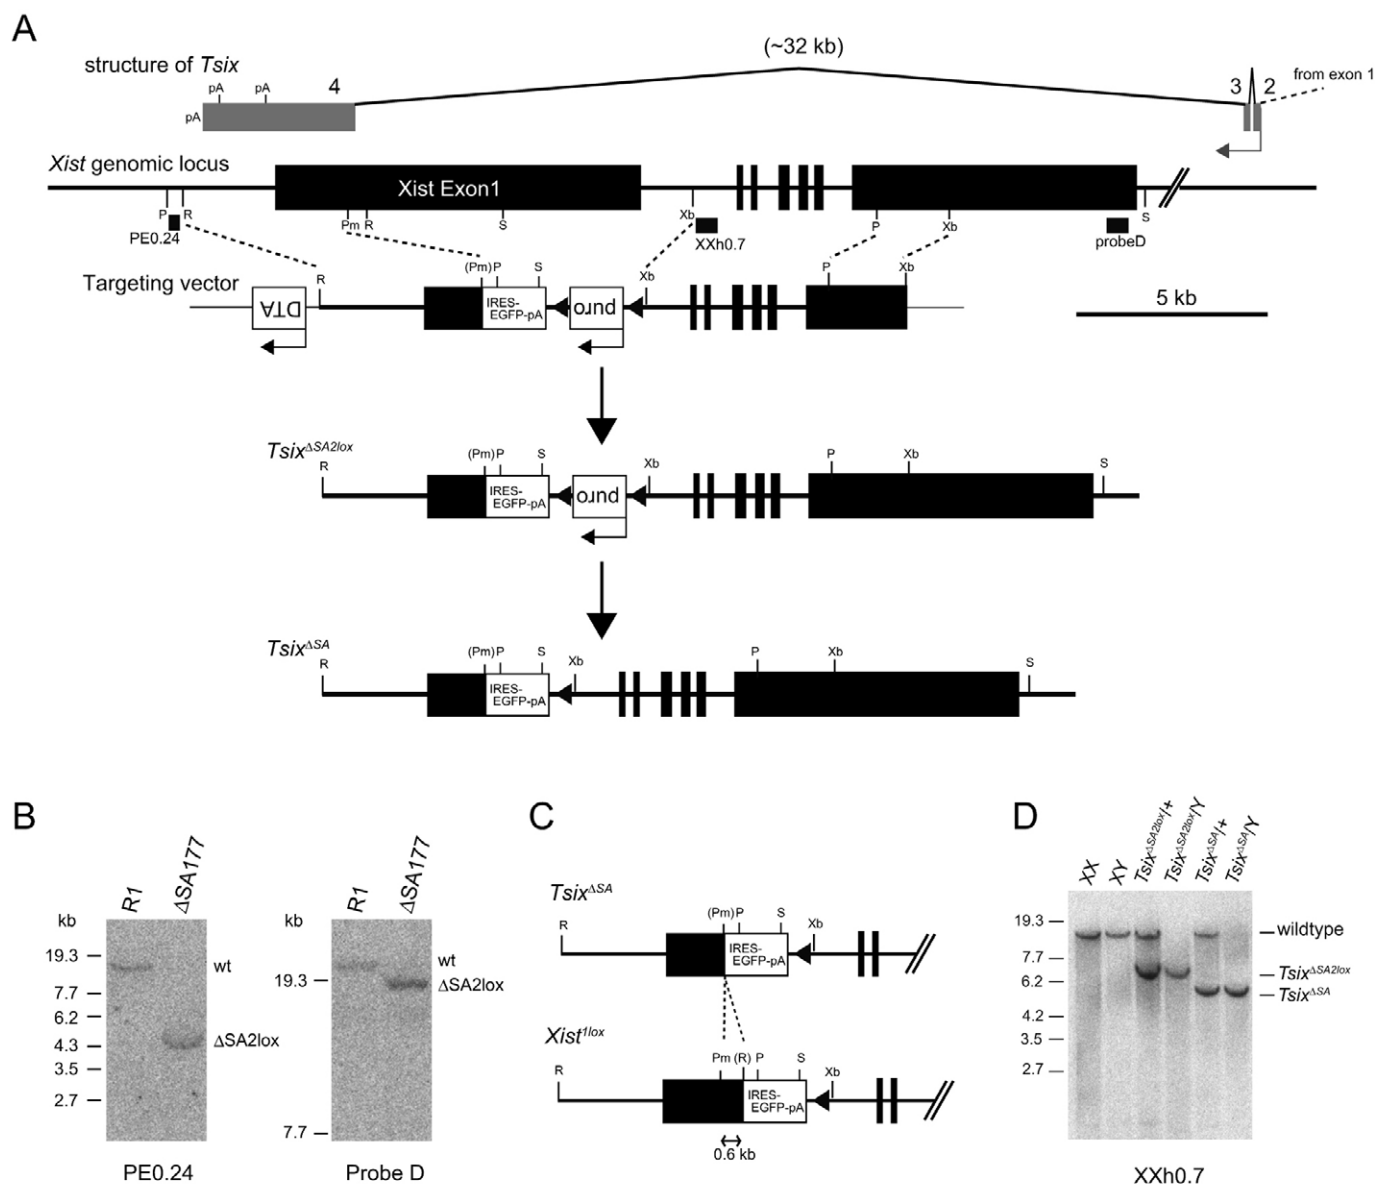 A
(~32 kb)
structure of Tsix
pA pA 4 3 2 from exon 1
pA
Xist genomic locus
Xist Exon1
P R Pm R S Xb P Xb S
PE0.24 XXh0.7 probeD
Targeting vector
R (Pm) P S Xb P Xb
DTA IRES-EGFP-pA puro
5 kb
TsixΔSA2lox
R (Pm) P S Xb P Xb S
IRES-EGFP-pA puro
TsixΔSA
R (Pm) P S Xb P Xb S
IRES-EGFP-pA
B
R1 ΔSA177
kb
19.3
7.7
6.2
4.3
3.5
2.7
wt
ΔSA2lox
PE0.24
R1 ΔSA177
kb
19.3
7.7
wt
ΔSA2lox
Probe D
C
TsixΔSA
R (Pm) P S Xb
IRES-EGFP-pA
Xist1lox
R Pm (R) P S Xb
IRES-EGFP-pA
0.6 kb
D
XX XY TsixΔSA2lox/+ TsixΔSA2lox/Y TsixΔSA/+ TsixΔSA/Y
19.3
7.7
6.2
4.2
3.5
2.7
wildtype
TsixΔSA2lox
TsixΔSA
XXh0.7